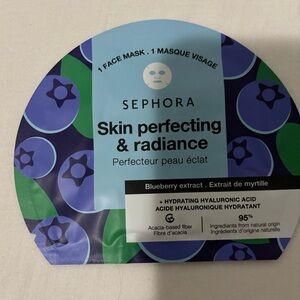 1 FACE MASK . 1 MASQUE VISAGE
SEPHORA
Skin perfecting
& radiance
Perfecteur peau éclat
Blueberry extract . Extrait de myrtille
+ HYDRATING HYALURONIC ACID
ACIDE HYALURONIQUE HYDRATANT
Acacia-based fiber
Fibre d'acacia
95%
Ingredients from natural origin
Ingrédients d'origine naturelle